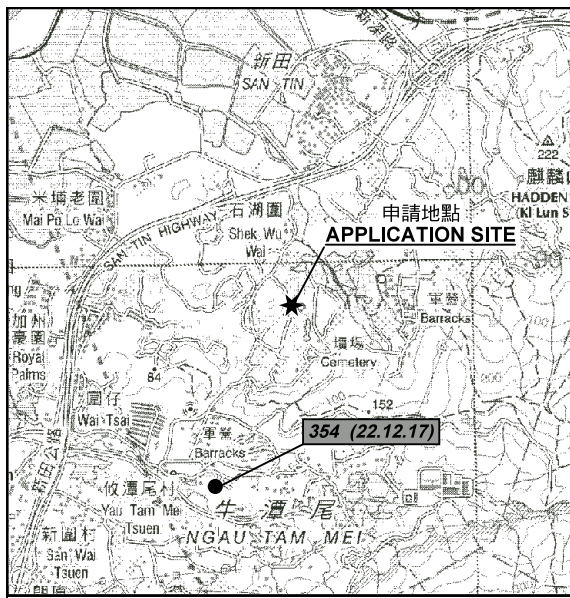 新田
SAN TIN
222
HADDEN
(Ki Lun S
米埔老圍
Mai Po Lo Wai
石湖圍
Shek Wu
Wai
SAN TIN HIGHWAY
申請地點
APPLICATION SITE
軍營
Barracks
加州
豪園
Royal
Palms
墳場
Cemetery
84
圍仔
Wai Tsai
100
152
200
軍營
Barracks
354 (22.12.17)
攸潭尾村
Yau Tam Mei
Tsuen
牛潭尾
NGAU TAM MEI
新圍村
San Wai
Tsuen